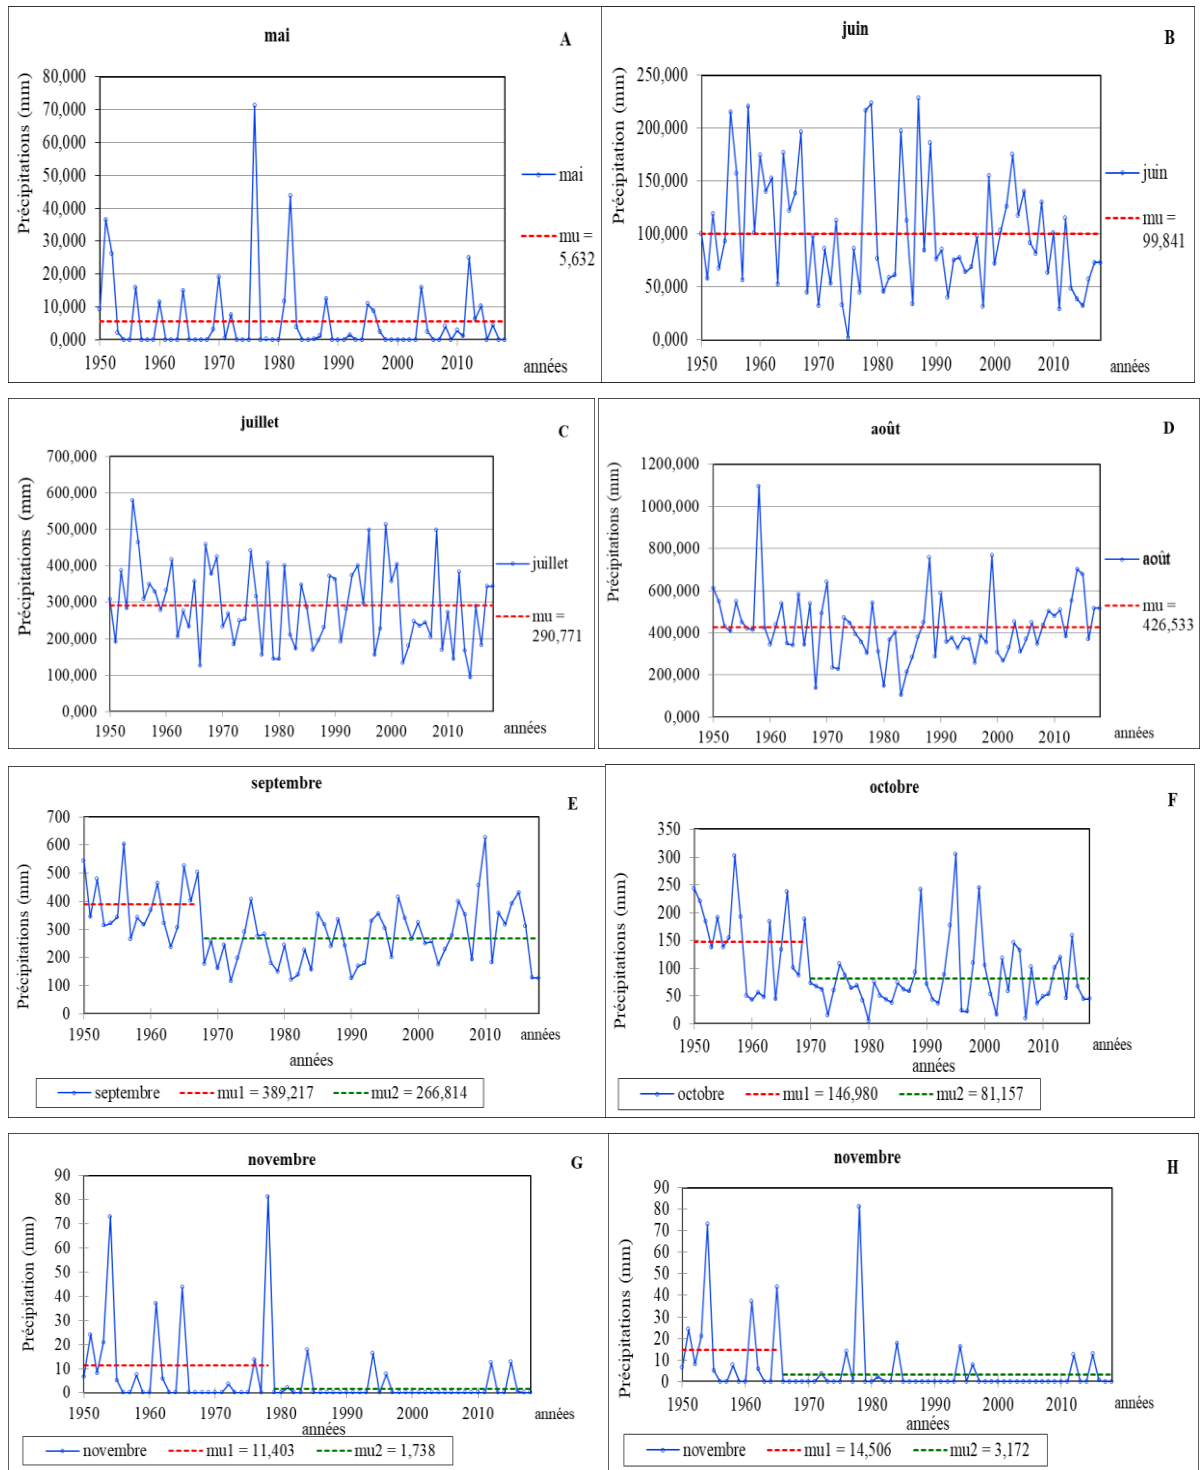 mai
A
Précipitations (mm)
80,000
70,000
60,000
50,000
40,000
30,000
20,000
10,000
0,000
1950 1960 1970 1980 1990 2000 2010
années
mai
mu =
5,632
juin
B
Précipitation (mm)
250,000
200,000
150,000
100,000
50,000
0,000
1950 1960 1970 1980 1990 2000 2010
années
juin
mu =
99,841
juillet
C
Précipitations (mm)
700,000
600,000
500,000
400,000
300,000
200,000
100,000
0,000
1950 1960 1970 1980 1990 2000 2010
années
juillet
mu =
290,771
août
D
Précipitations (mm)
1200,000
1000,000
800,000
600,000
400,000
200,000
0,000
1950 1960 1970 1980 1990 2000 2010
années
août
mu =
426,533
septembre
E
Précipitations (mm)
700
600
500
400
300
200
100
0
1950 1960 1970 1980 1990 2000 2010
années
années
septembre mu1 = 389,217 mu2 = 266,814
octobre
F
Précipitations (mm)
350
300
250
200
150
100
50
0
1950 1960 1970 1980 1990 2000 2010
années
années
octobre mu1 = 146,980 mu2 = 81,157
novembre
G
Précipitation (mm)
90
80
70
60
50
40
30
20
10
0
1950 1960 1970 1980 1990 2000 2010
années
années
novembre mu1 = 11,403 mu2 = 1,738
novembre
H
Précipitations (mm)
90
80
70
60
50
40
30
20
10
0
1950 1960 1970 1980 1990 2000 2010
années
années
novembre mu1 = 14,506 mu2 = 3,172